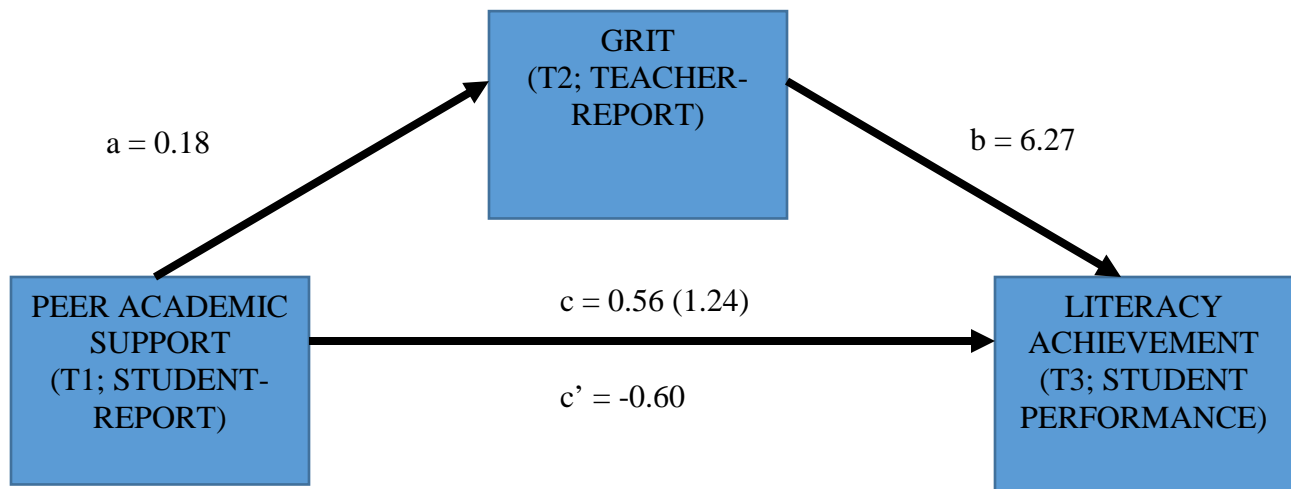 GRIT
(T2; TEACHER-
REPORT)
a = 0.18
b = 6.27
PEER ACADEMIC
SUPPORT
(T1; STUDENT-
REPORT)
c = 0.56 (1.24)
c’ = -0.60
LITERACY
ACHIEVEMENT
(T3; STUDENT
PERFORMANCE)